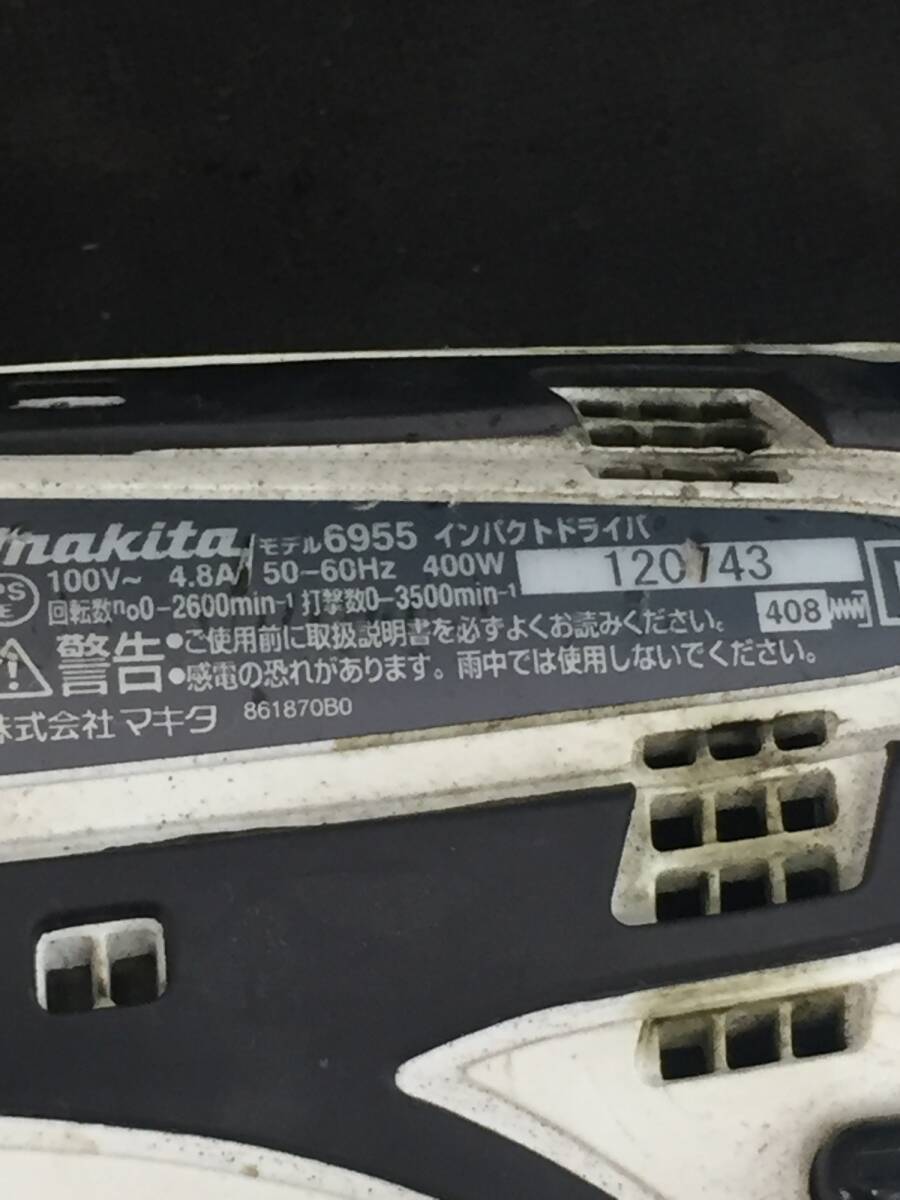 makita モデル6955 インパクトドライバ
100V~ 4.8A 50-60Hz 400W 120743
回転数n₀0-2600min⁻¹ 打撃数0-3500min⁻¹ 408
警告 •ご使用前に取扱説明書を必ずよくお読みください。
•感電の恐れがあります。雨中では使用しないでください。
株式会社 マキタ 861870B0